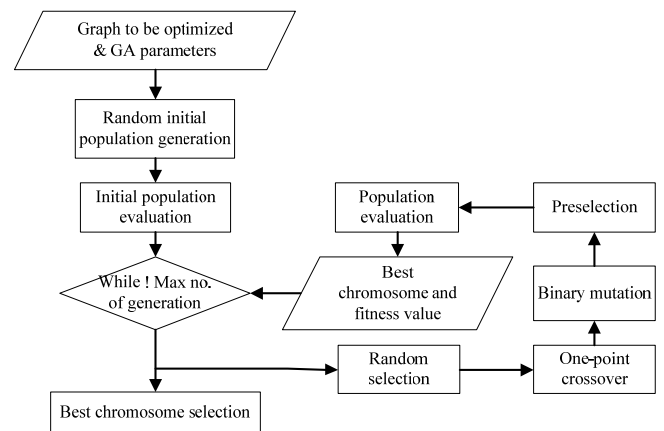 Graph to be optimized
& GA parameters
Random initial
population generation
Initial population
evaluation
Population
evaluation
Preselection
While ! Max no.
of generation
Best
chromosome and
fitness value
Binary mutation
Random
selection
One-point
crossover
Best chromosome selection